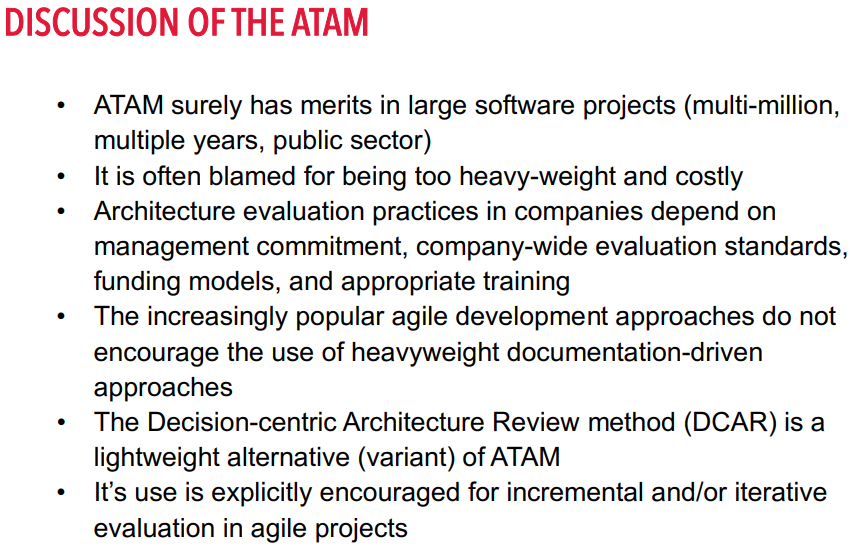 DISCUSSION OF THE ATAM
• ATAM surely has merits in large software projects (multi-million,
multiple years, public sector)
• It is often blamed for being too heavy-weight and costly
• Architecture evaluation practices in companies depend on
management commitment, company-wide evaluation standards,
funding models, and appropriate training
• The increasingly popular agile development approaches do not
encourage the use of heavyweight documentation-driven
approaches
• The Decision-centric Architecture Review method (DCAR) is a
lightweight alternative (variant) of ATAM
• It’s use is explicitly encouraged for incremental and/or iterative
evaluation in agile projects